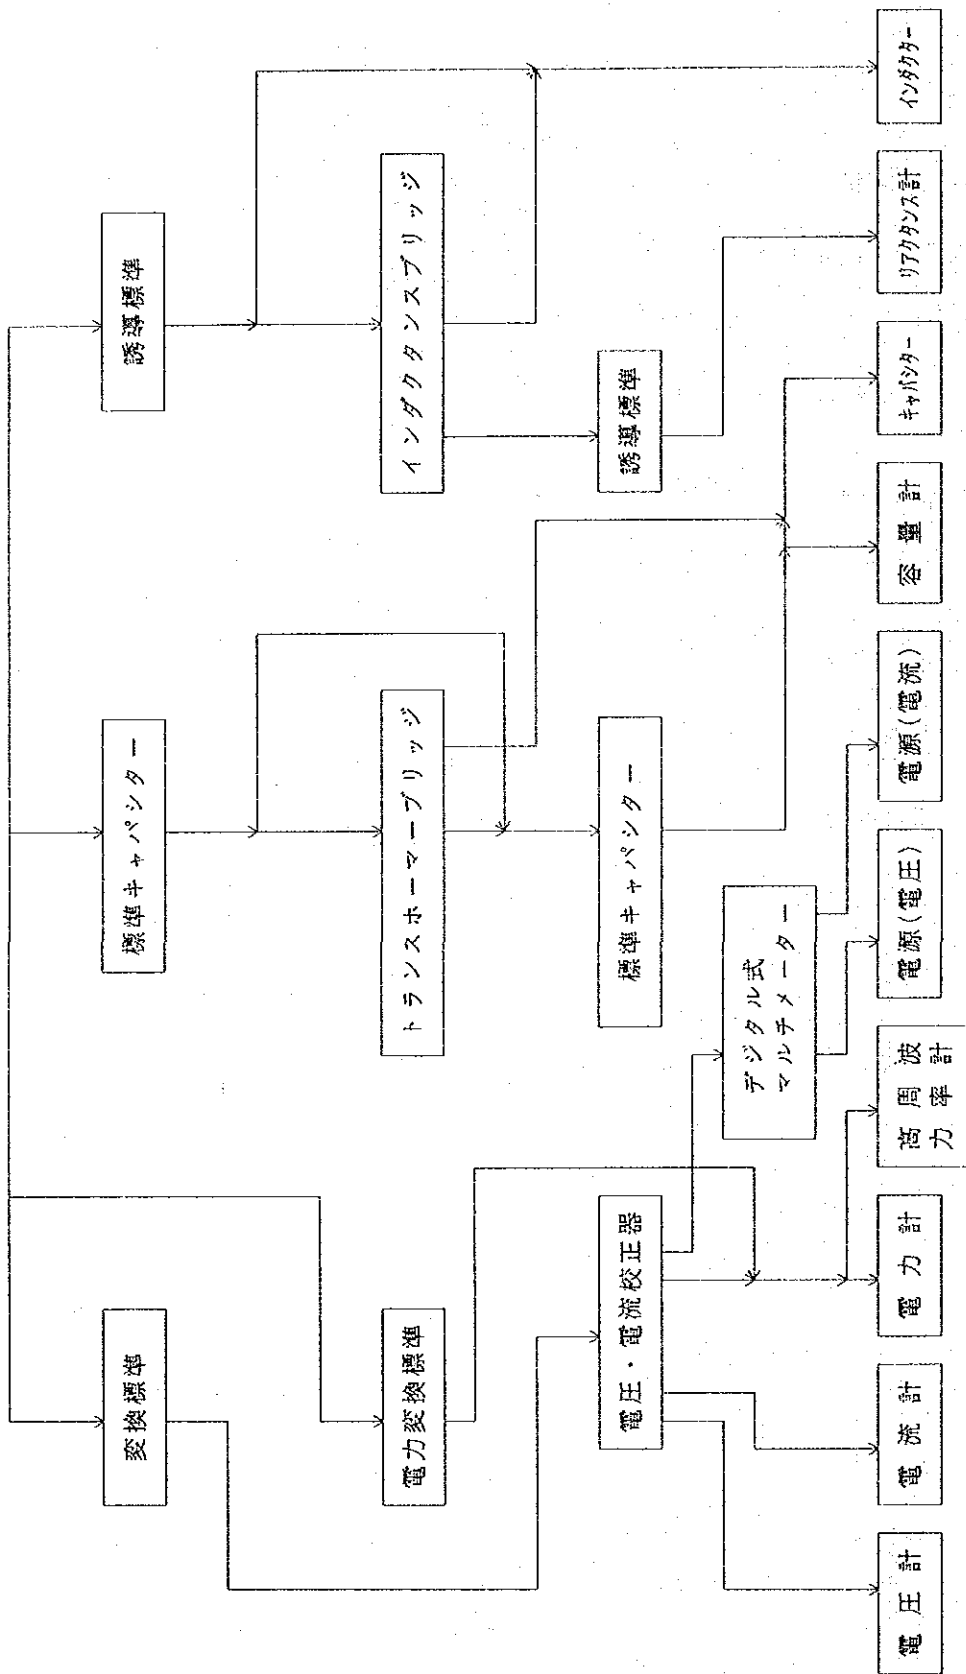 変換標準
標準キャパシター
誘導標準
電力変換標準
トランスホーマーブリッジ
インダクタンスブリッジ
電圧・電流校正器
標準キャパシター
誘導標準
デジタル式
マルチメーター
電圧計
電流計
電力計
高周波
力率計
電源(電圧)
電源(電流)
容量計
キャパシター
リアクタンス計
インダクター